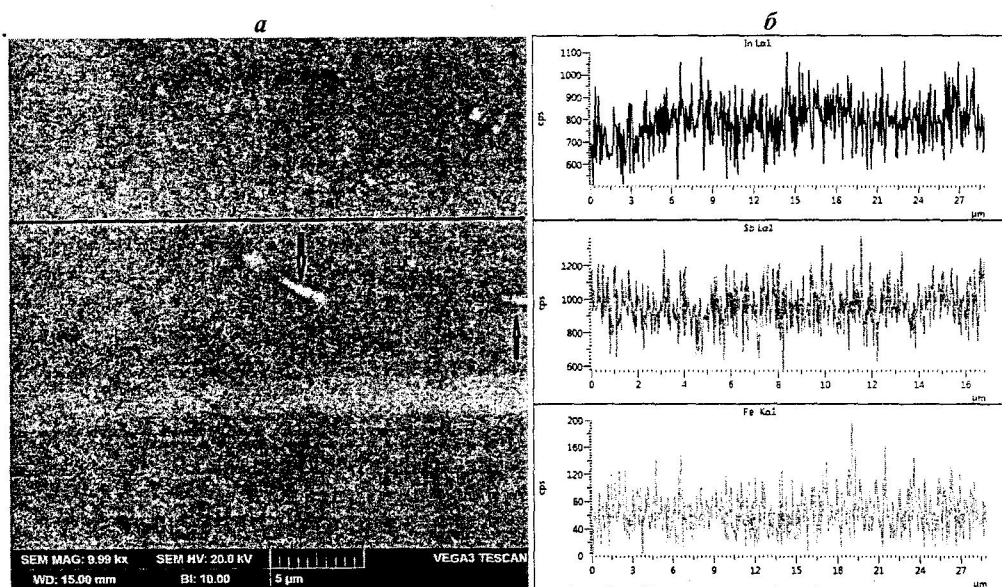 а
б
In Lα1
1100
1000
900
800
700
600
cps
0 3 6 9 12 15 18 21 24 27
μm
Sb Lα1
1200
1000
800
600
cps
0 2 4 6 8 10 12 14 16
μm
Fe Kα1
200
160
120
80
40
0
cps
0 3 6 9 12 15 18 21 24 27
μm
SEM MAG: 9.99 kx SEM HV: 20.0 kV VEGA3 TESCAN
WD: 15.00 mm BI: 10.00 5 μm